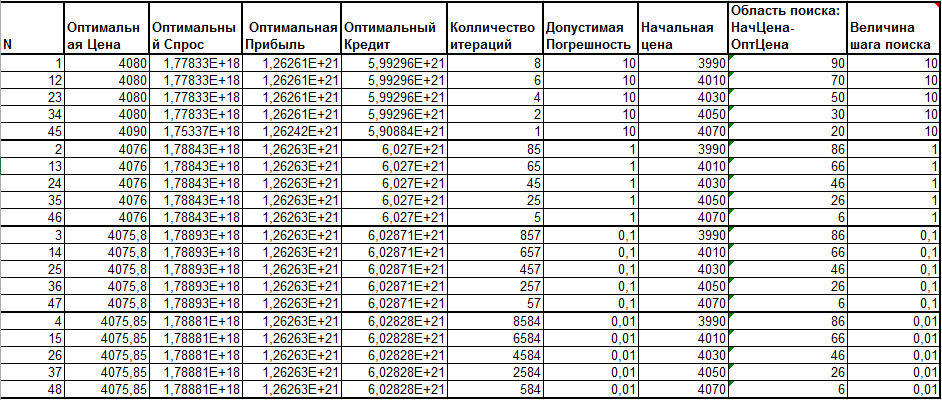 N Оптимальная Цена Оптимальный Спрос Оптимальная Прибыль Оптимальный Кредит Колличество итераций Допустимая Погрешность Начальная цена Область поиска: НачЦена-ОптЦена Величина шага поиска
1 4080 1,77833E+18 1,26261E+21 5,99296E+21 8 10 3990 90 10
12 4080 1,77833E+18 1,26261E+21 5,99296E+21 6 10 4010 70 10
23 4080 1,77833E+18 1,26261E+21 5,99296E+21 4 10 4030 50 10
34 4080 1,77833E+18 1,26261E+21 5,99296E+21 2 10 4050 30 10
45 4090 1,75337E+18 1,26242E+21 5,90884E+21 1 10 4070 20 10
2 4076 1,78843E+18 1,26263E+21 6,027E+21 85 1 3990 86 1
13 4076 1,78843E+18 1,26263E+21 6,027E+21 65 1 4010 66 1
24 4076 1,78843E+18 1,26263E+21 6,027E+21 45 1 4030 46 1
35 4076 1,78843E+18 1,26263E+21 6,027E+21 25 1 4050 26 1
46 4076 1,78843E+18 1,26263E+21 6,027E+21 5 1 4070 6 1
3 4075,8 1,78893E+18 1,26263E+21 6,02871E+21 857 0,1 3990 86 0,1
14 4075,8 1,78893E+18 1,26263E+21 6,02871E+21 657 0,1 4010 66 0,1
25 4075,8 1,78893E+18 1,26263E+21 6,02871E+21 457 0,1 4030 46 0,1
36 4075,8 1,78893E+18 1,26263E+21 6,02871E+21 257 0,1 4050 26 0,1
47 4075,8 1,78893E+18 1,26263E+21 6,02871E+21 57 0,1 4070 6 0,1
4 4075,85 1,78881E+18 1,26263E+21 6,02828E+21 8584 0,01 3990 86 0,01
15 4075,85 1,78881E+18 1,26263E+21 6,02828E+21 6584 0,01 4010 66 0,01
26 4075,85 1,78881E+18 1,26263E+21 6,02828E+21 4584 0,01 4030 46 0,01
37 4075,85 1,78881E+18 1,26263E+21 6,02828E+21 2584 0,01 4050 26 0,01
48 4075,85 1,78881E+18 1,26263E+21 6,02828E+21 584 0,01 4070 6 0,01